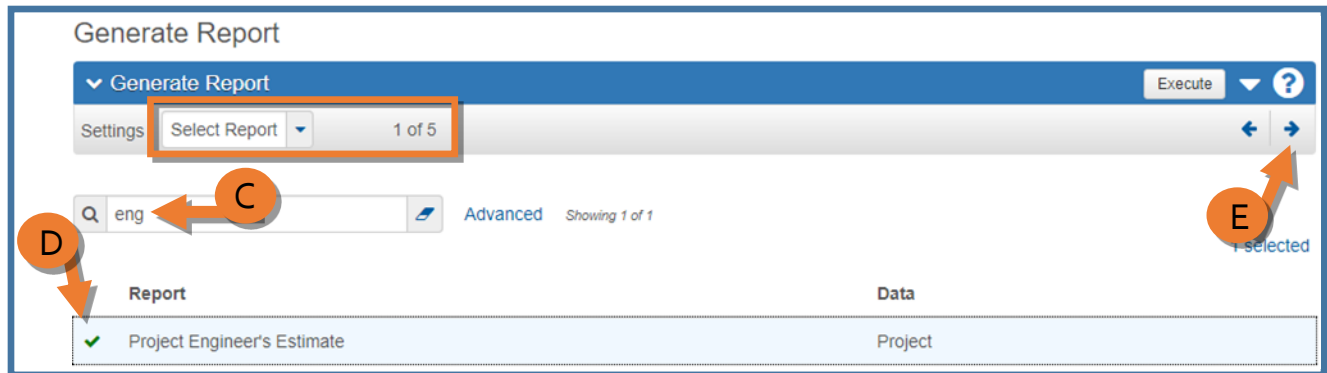 Generate Report
Generate Report Execute ?
Settings Select Report 1 of 5
C
eng Advanced Showing 1 of 1
E
D
1 selected
Report Data
Project Engineer's Estimate Project